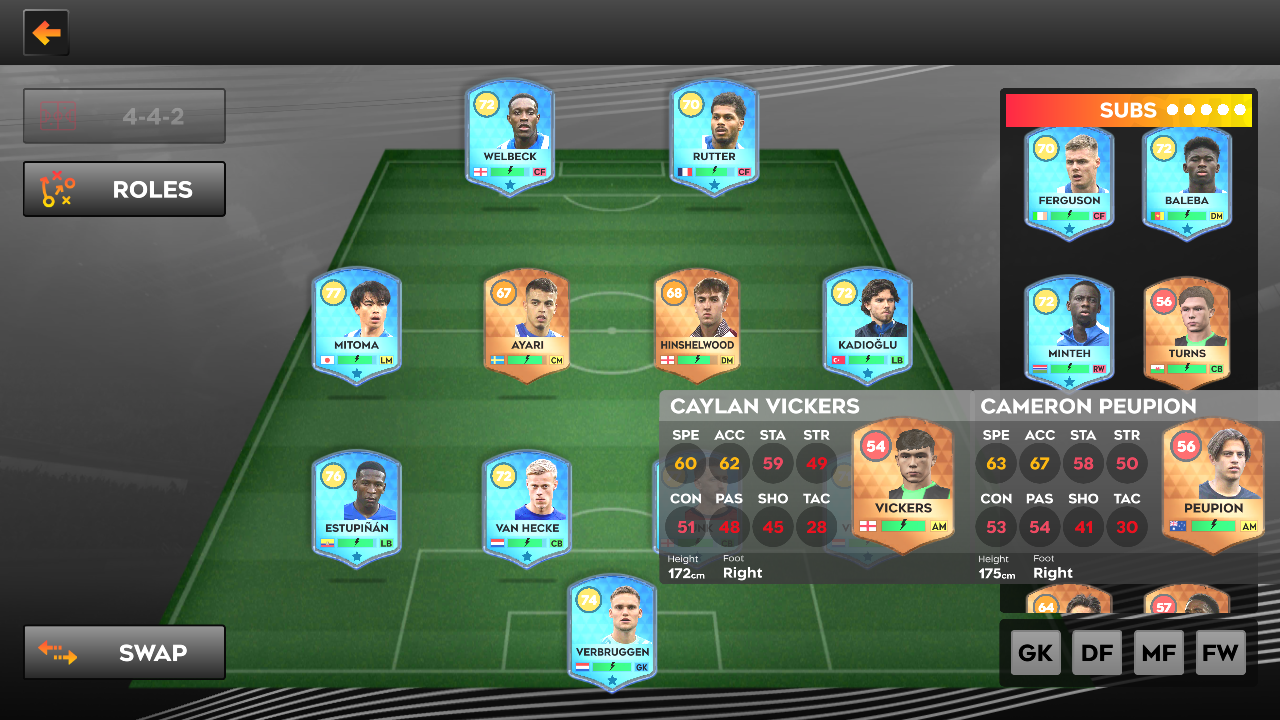 4-4-2
ROLES
72
WELBECK
CF
70
RUTTER
CF
SUBS
70
FERGUSON
CF
72
BALEBA
DM
77
MITOMA
LM
67
AYARI
CM
68
HINSHELWOOD
DM
72
KADIOĞLU
LB
72
MINTEH
RW
56
TURNS
CB
CAYLAN VICKERS
SPE ACC STA STR
60 62 59 49
CON PAS SHO TAC
51 48 45 28
Height Foot
172cm Right
54
VICKERS
AM
CAMERON PEUPION
SPE ACC STA STR
63 67 58 50
CON PAS SHO TAC
53 54 41 30
Height Foot
175cm Right
56
PEUPION
AM
76
ESTUPIÑÁN
LB
72
VAN HECKE
CB
74
VERBRUGGEN
GK
64
57
SWAP
GK DF MF FW